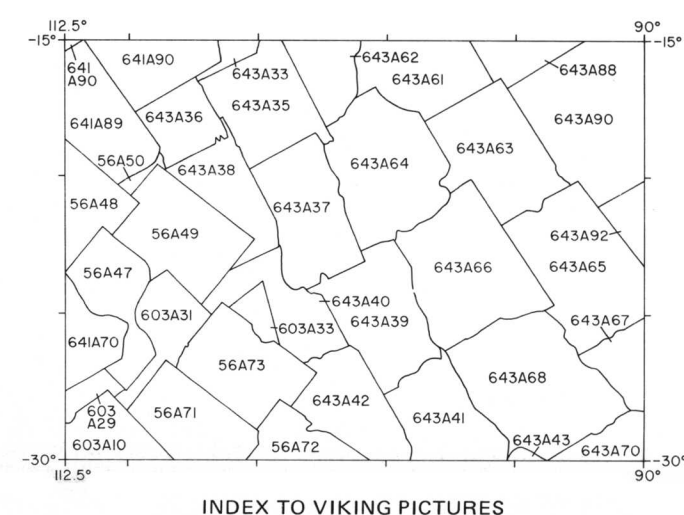 112.5° 90°
-15° -15°
641A90 643A62
641
A90 643A33 643A61 643A88
643A35
641A89 643A36 643A90
643A63
56A50 643A38 643A64
56A48 643A37
56A49 643A92
56A47 643A66 643A65
603A31 643A40
603A33 643A39 643A67
641A70
56A73 643A68
603
A29 56A71 643A42 643A41
603A10 56A72 643A43 643A70
-30° -30°
112.5° 90°
INDEX TO VIKING PICTURES